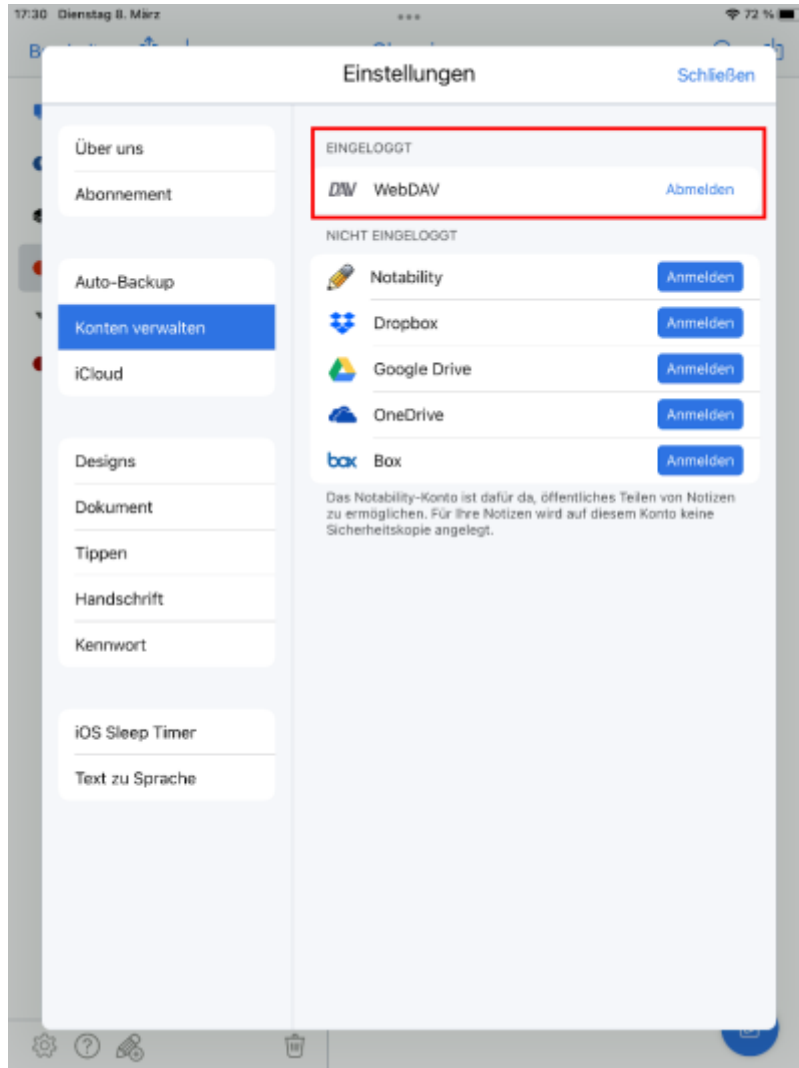 17:30 Dienstag 8. März
72 %
Einstellungen
Schließen
Über uns
Abonnement
Auto-Backup
Konten verwalten
iCloud
Designs
Dokument
Tippen
Handschrift
Kennwort
iOS Sleep Timer
Text zu Sprache
EINGELOGGT
DAV WebDAV Abmelden
NICHT EINGELOGGT
Notability Anmelden
Dropbox Anmelden
Google Drive Anmelden
OneDrive Anmelden
box Box Anmelden
Das Notability-Konto ist dafür da, öffentliches Teilen von Notizen
zu ermöglichen. Für Ihre Notizen wird auf diesem Konto keine
Sicherheitskopie angelegt.